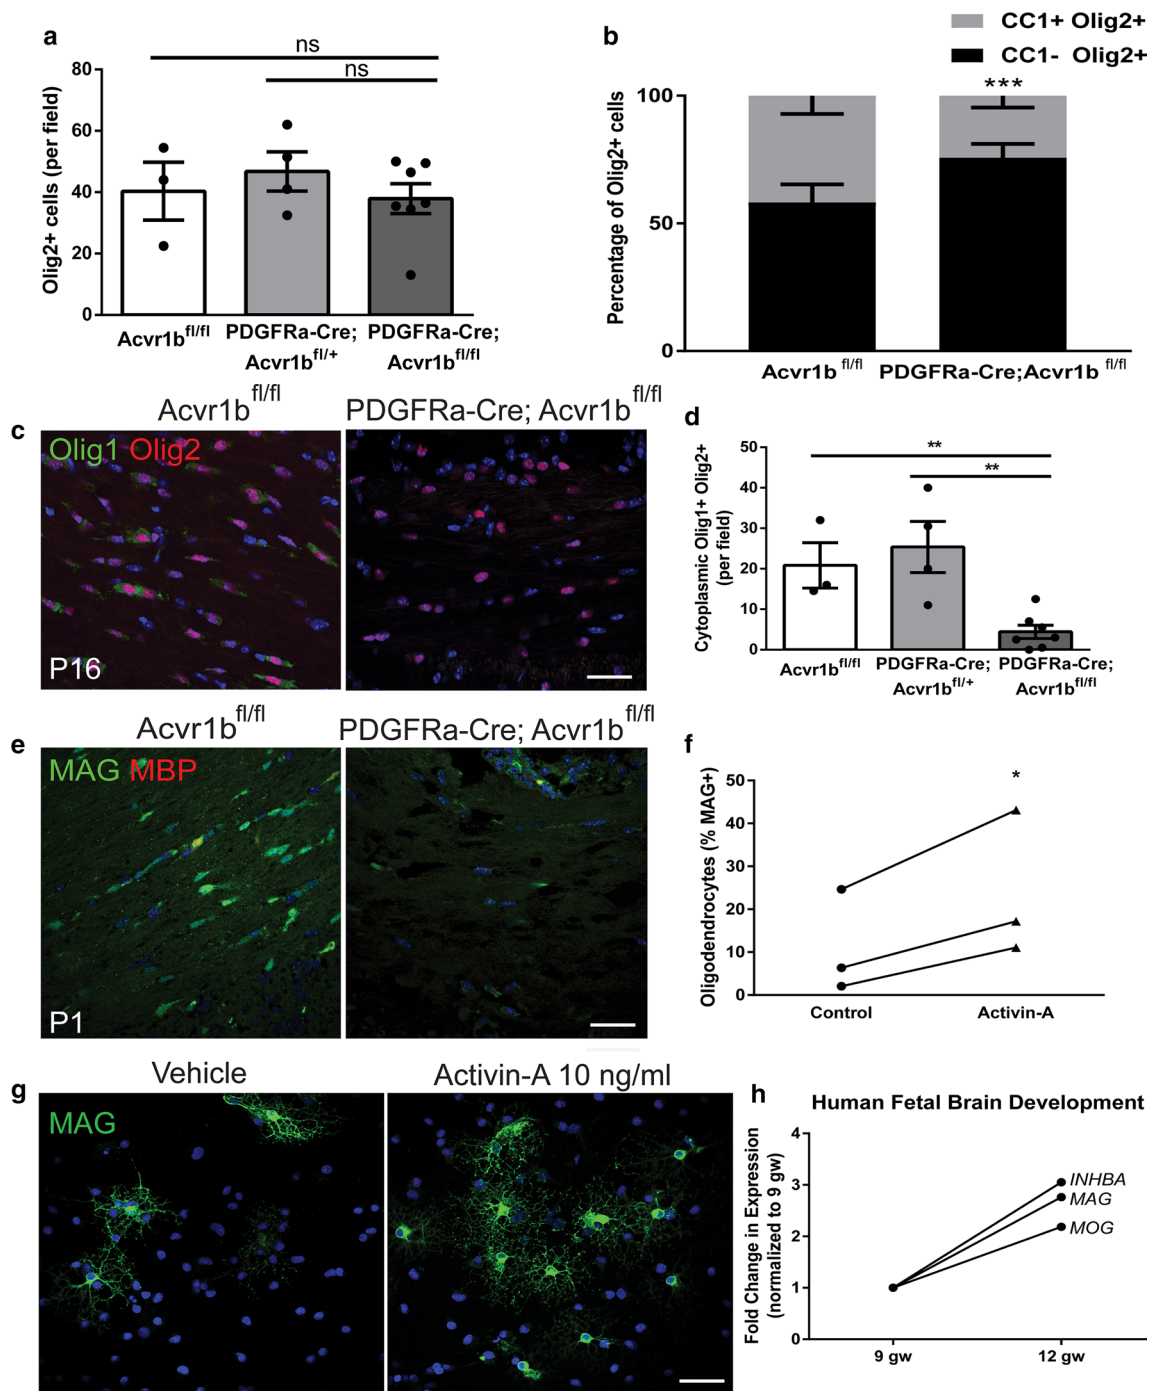 a
ns
ns
Olig2+ cells (per field)
80
60
40
20
0
Acvr1b fl/fl
PDGFRa-Cre;
Acvr1b fl/+
PDGFRa-Cre;
Acvr1b fl/fl
b
CC1+ Olig2+
CC1- Olig2+
***
Percentage of Olig2+ cells
100
50
0
Acvr1b fl/fl
PDGFRa-Cre;Acvr1b fl/fl
c
Acvr1b fl/fl
PDGFRa-Cre; Acvr1b fl/fl
Olig1 Olig2
P16
d
**
**
Cytoplasmic Olig1+ Olig2+
(per field)
50
40
30
20
10
0
Acvr1b fl/fl
PDGFRa-Cre;
Acvr1b fl/+
PDGFRa-Cre;
Acvr1b fl/fl
e
Acvr1b fl/fl
PDGFRa-Cre; Acvr1b fl/fl
MAG MBP
P1
f
*
Oligodendrocytes (% MAG+)
50
40
30
20
10
0
Control
Activin-A
g
Vehicle
Activin-A 10 ng/ml
MAG
h
Human Fetal Brain Development
Fold Change in Expression
(normalized to 9 gw)
4
3
2
1
0
INHBA
MAG
MOG
9 gw
12 gw